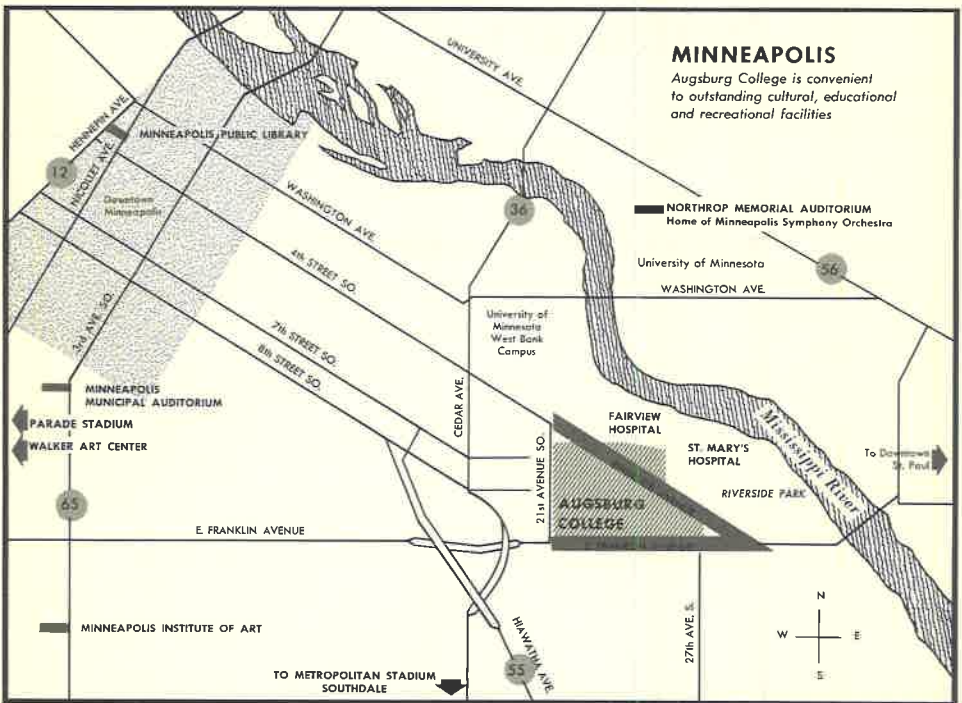 MINNEAPOLIS
Augsburg College is convenient
to outstanding cultural, educational
and recreational facilities
UNIVERSITY AVE.
HENNEPIN AVE.
MINNEAPOLIS PUBLIC LIBRARY
12
NICOLLET AVE.
Downtown
Minneapolis
WASHINGTON AVE.
36
NORTHROP MEMORIAL AUDITORIUM
Home of Minneapolis Symphony Orchestra
4th STREET SO.
University of Minnesota
56
WASHINGTON AVE.
3rd AVE. SO.
7th STREET SO.
8th STREET SO.
University of
Minnesota
West Bank
Campus
MINNEAPOLIS
MUNICIPAL AUDITORIUM
PARADE STADIUM
WALKER ART CENTER
CEDAR AVE.
21st AVENUE SO.
FAIRVIEW
HOSPITAL
ST. MARY'S
HOSPITAL
Mississippi River
To Downtown
St. Paul
RIVERSIDE PARK
65
AUGSBURG
COLLEGE
E. FRANKLIN AVENUE
MINNEAPOLIS INSTITUTE OF ART
HIAWATHA AVE.
55
27th AVE. S.
N
W
E
S
TO METROPOLITAN STADIUM
SOUTHDALE